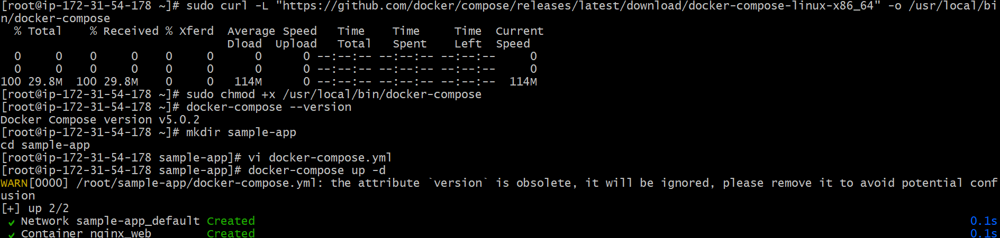 [root@ip-172-31-54-178 ~]# sudo curl -L "https://github.com/docker/compose/releases/latest/download/docker-compose-linux-x86_64" -o /usr/local/bi
n/docker-compose
  % Total    % Received % Xferd  Average Speed   Time    Time     Time  Current
                                 Dload  Upload   Total   Spent    Left  Speed
  0     0    0     0    0     0      0      0 --:--:-- --:--:-- --:--:--     0
  0     0    0     0    0     0      0      0 --:--:-- --:--:-- --:--:--     0
100 29.8M  100 29.8M    0     0   114M      0 --:--:-- --:--:-- --:--:--  114M
[root@ip-172-31-54-178 ~]# sudo chmod +x /usr/local/bin/docker-compose
[root@ip-172-31-54-178 ~]# docker-compose --version
Docker Compose version v5.0.2
[root@ip-172-31-54-178 ~]# mkdir sample-app
cd sample-app
[root@ip-172-31-54-178 sample-app]# vi docker-compose.yml
[root@ip-172-31-54-178 sample-app]# docker-compose up -d
WARN[0000] /root/sample-app/docker-compose.yml: the attribute `version` is obsolete, it will be ignored, please remove it to avoid potential conf
usion
[+] up 2/2
 ✔ Network sample-app_default Created 0.1s
 ✔ Container nginx_web        Created 0.1s